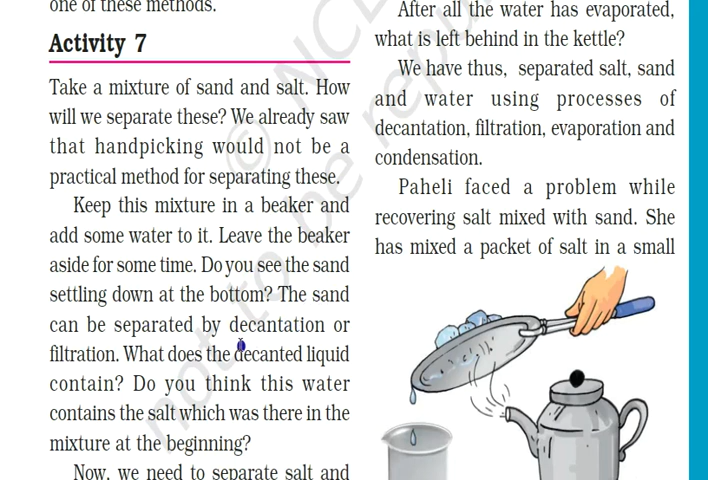 one of these methods.
Activity 7
Take a mixture of sand and salt. How
will we separate these? We already saw
that handpicking would not be a
practical method for separating these.
Keep this mixture in a beaker and
add some water to it. Leave the beaker
aside for some time. Do you see the sand
settling down at the bottom? The sand
can be separated by decantation or
filtration. What does the decanted liquid
contain? Do you think this water
contains the salt which was there in the
mixture at the beginning?
Now, we need to separate salt and
After all the water has evaporated,
what is left behind in the kettle?
We have thus, separated salt, sand
and water using processes of
decantation, filtration, evaporation and
condensation.
Paheli faced a problem while
recovering salt mixed with sand. She
has mixed a packet of salt in a small
not to be repu
© NCE